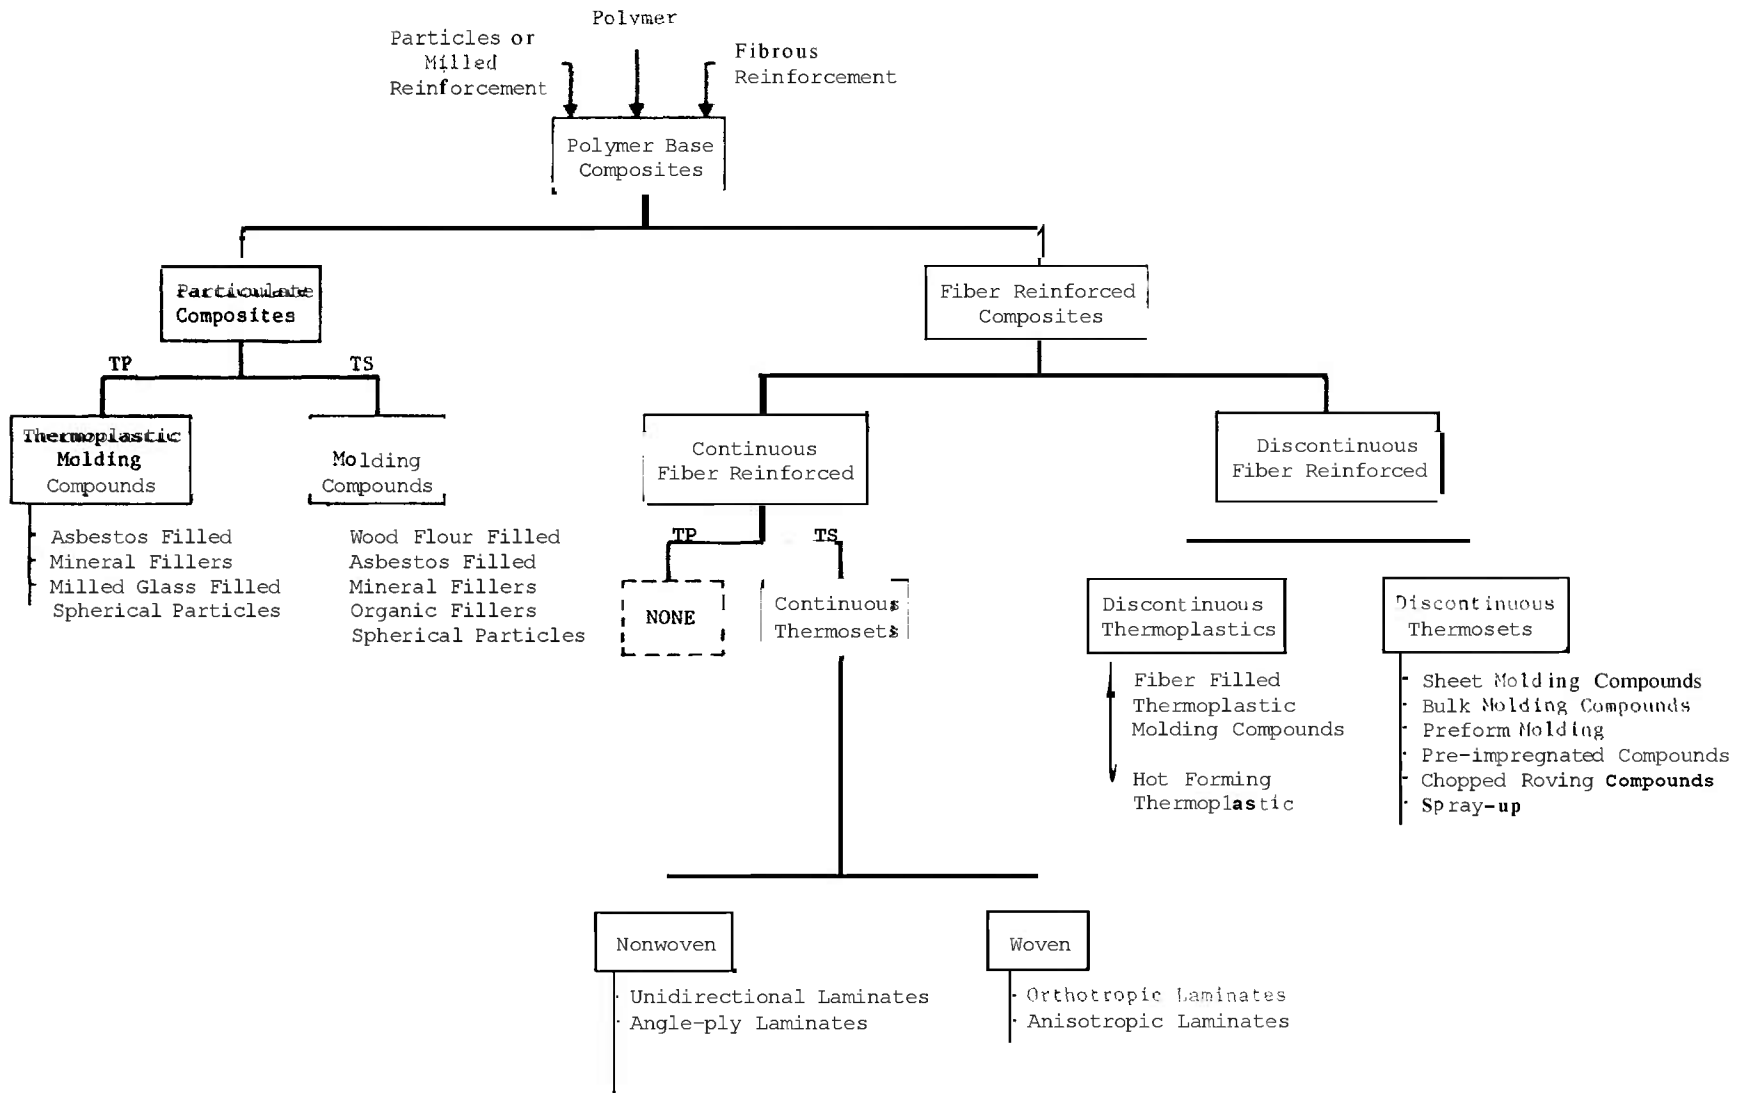 Polymer
Particles or
Milled
Reinforcement
Fibrous
Reinforcement
Polymer Base
Composites
Particulate
Composites
Fiber Reinforced
Composites
TP
TS
Thermoplastic
Molding
Compounds
Molding
Compounds
Continuous
Fiber Reinforced
Discontinuous
Fiber Reinforced
Asbestos Filled
Mineral Fillers
Milled Glass Filled
Spherical Particles
Wood Flour Filled
Asbestos Filled
Mineral Fillers
Organic Fillers
Spherical Particles
TP
TS
NONE
Continuous
Thermosets
Discontinuous
Thermoplastics
Discontinuous
Thermosets
Fiber Filled
Thermoplastic
Molding Compounds
Hot Forming
Thermoplastic
Sheet Molding Compounds
Bulk Molding Compounds
Preform Molding
Pre-impregnated Compounds
Chopped Roving Compounds
Spray-up
Nonwoven
Woven
Unidirectional Laminates
Angle-ply Laminates
Orthotropic Laminates
Anisotropic Laminates